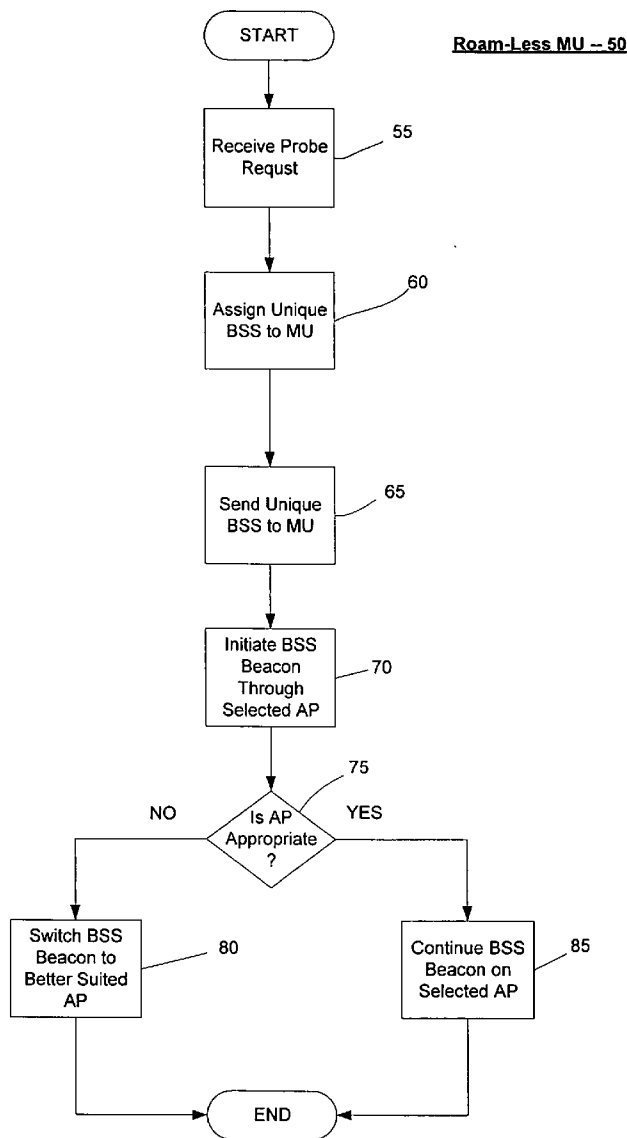 START
Roam-Less MU -- 50
Receive Probe
Requst
55
Assign Unique
BSS to MU
60
Send Unique
BSS to MU
65
Initiate BSS
Beacon
Through
Selected AP
70
75
NO
Is AP
Appropriate
?
YES
Switch BSS
Beacon to
Better Suited
AP
80
Continue BSS
Beacon on
Selected AP
85
END